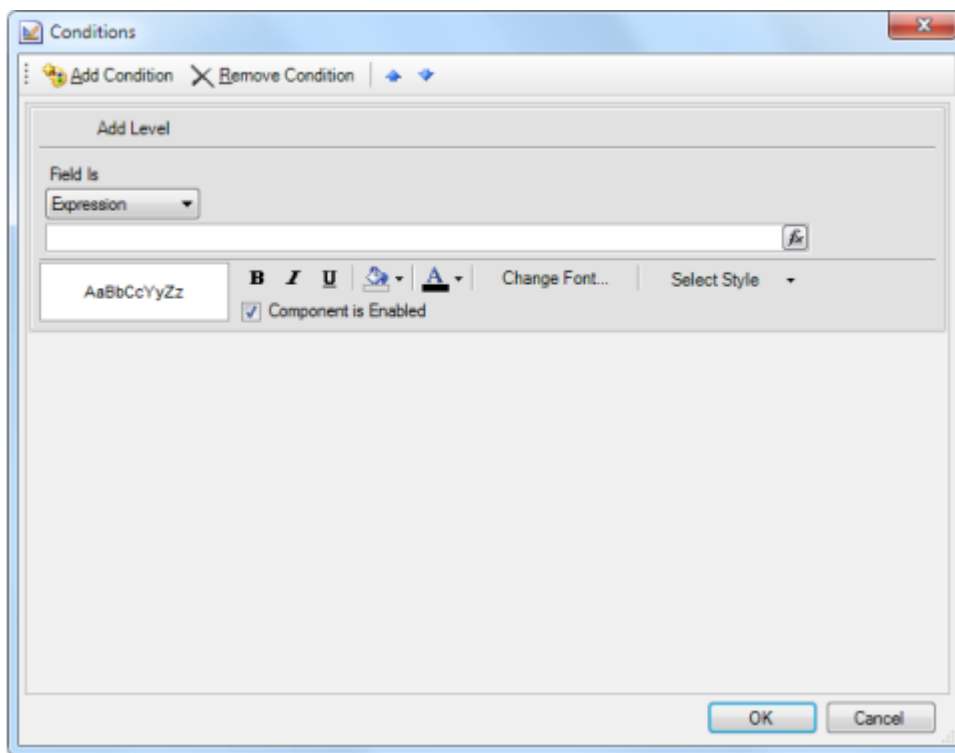 Conditions
Add Condition Remove Condition
Add Level
Field Is
Expression
fx
AaBbCcYyZz B I U A Change Font... Select Style
Component is Enabled
OK Cancel